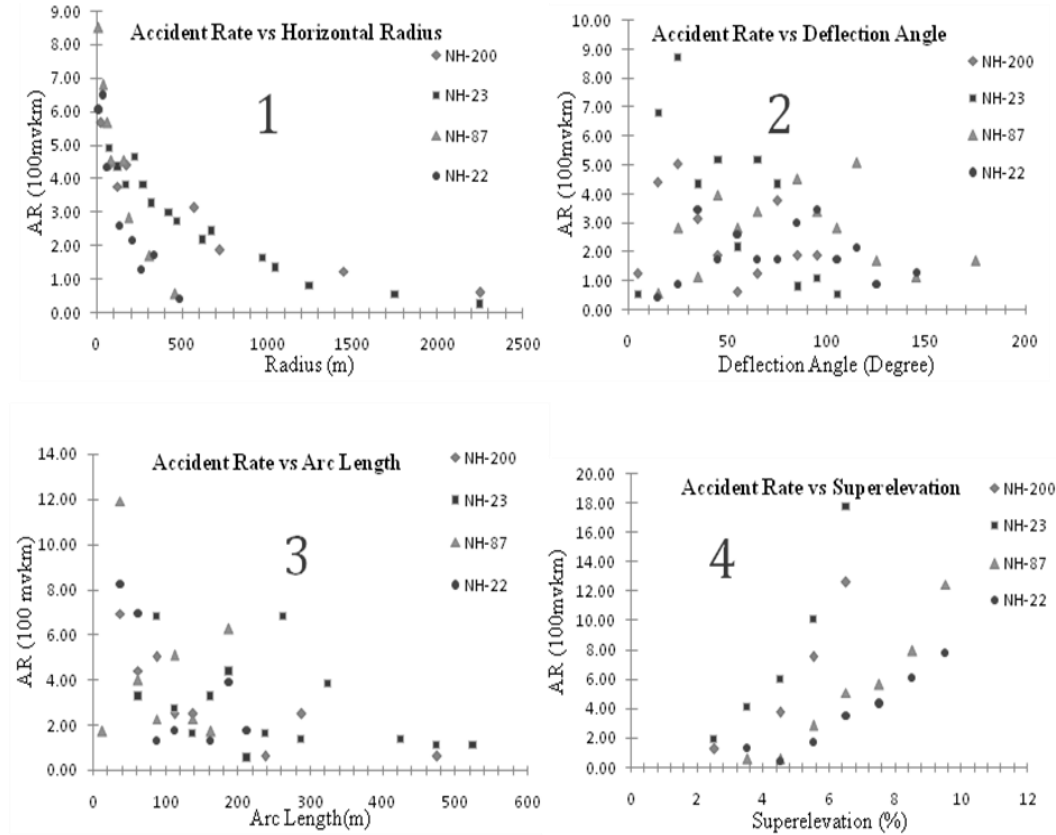 Accident Rate vs Horizontal Radius
9.00
8.00
7.00
6.00
5.00
4.00
3.00
2.00
1.00
0.00
AR (100mvkm)
1
NH-200
NH-23
NH-87
NH-22
0 500 1000 1500 2000 2500
Radius (m)
Accident Rate vs Deflection Angle
10.00
9.00
8.00
7.00
6.00
5.00
4.00
3.00
2.00
1.00
0.00
AR (100mvkm)
2
NH-200
NH-23
NH-87
NH-22
0 50 100 150 200
Deflection Angle (Degree)
Accident Rate vs Arc Length
14.00
12.00
10.00
8.00
6.00
4.00
2.00
0.00
AR (100 mvkm)
3
NH-200
NH-23
NH-87
NH-22
0 100 200 300 400 500 600
Arc Length(m)
Accident Rate vs Superelevation
20.00
18.00
16.00
14.00
12.00
10.00
8.00
6.00
4.00
2.00
0.00
AR (100mvkm)
4
NH-200
NH-23
NH-87
NH-22
0 2 4 6 8 10 12
Superelevation (%)